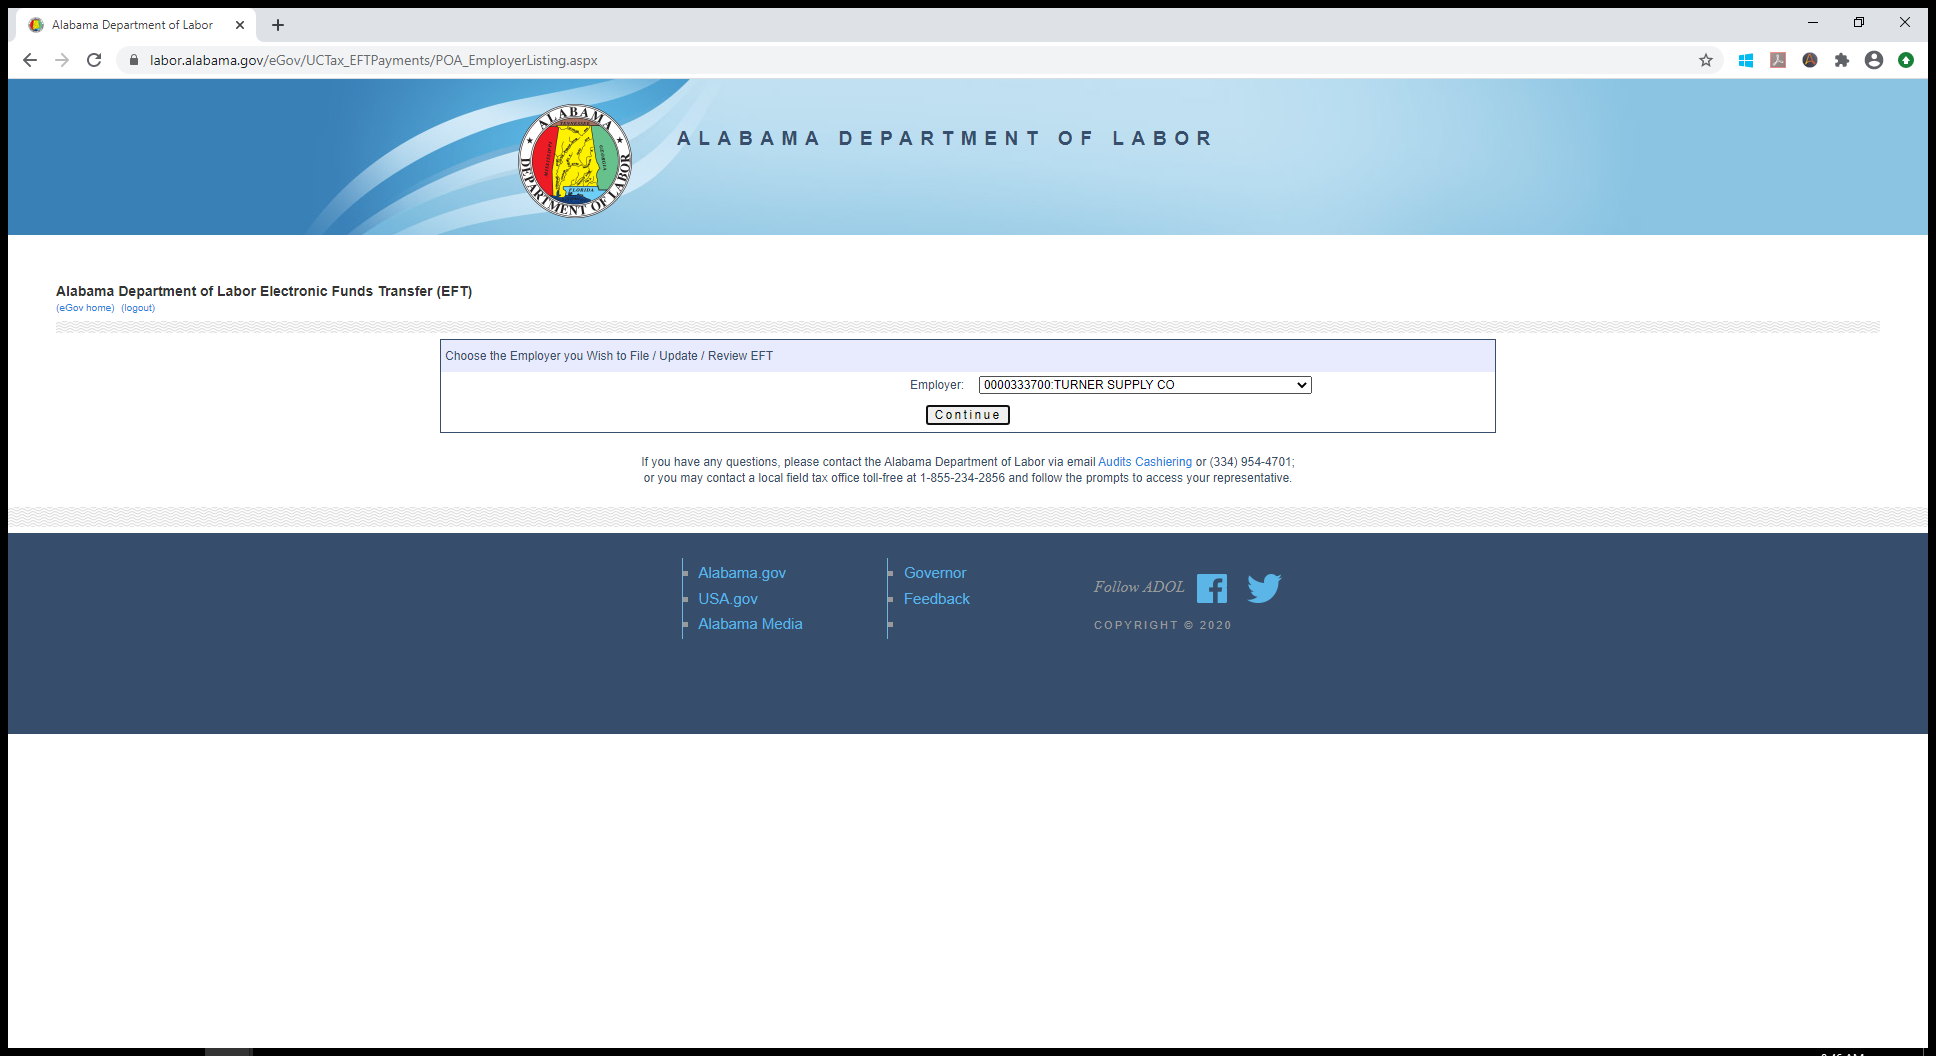 Alabama Department of Labor
labor.alabama.gov/eGov/UCTax_EFTPayments/POA_EmployerListing.aspx
ALABAMA
DEPARTMENT OF LABOR
TENNESSEE
MISSISSIPPI
GEORGIA
FLORIDA
ALABAMA DEPARTMENT OF LABOR
Alabama Department of Labor Electronic Funds Transfer (EFT)
(eGov home) (logout)
Choose the Employer you Wish to File / Update / Review EFT
Employer: 0000333700:TURNER SUPPLY CO
Continue
If you have any questions, please contact the Alabama Department of Labor via email Audits Cashiering or (334) 954-4701;
or you may contact a local field tax office toll-free at 1-855-234-2856 and follow the prompts to access your representative.
Alabama.gov
USA.gov
Alabama Media
Governor
Feedback
Follow ADOL
COPYRIGHT © 2020